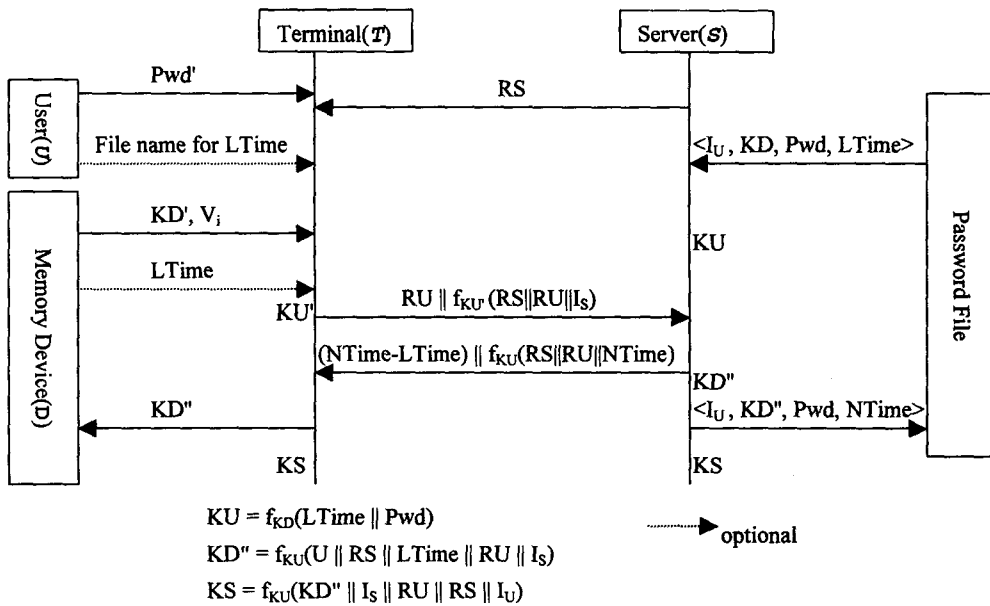 Terminal(T)
Server(S)
User(U)
Pwd'
RS
File name for LTime
<I_U, KD, Pwd, LTime>
Password File
Memory Device(D)
KD', V_i
KU
LTime
KU'
RU || f_KU'(RS||RU||I_S)
(NTime-LTime) || f_KU(RS||RU||NTime)
KD"
KD"
<I_U, KD", Pwd, NTime>
KS
KS
KU = f_KD(LTime || Pwd)
optional
KD" = f_KU(U || RS || LTime || RU || I_S)
KS = f_KU(KD" || I_S || RU || RS || I_U)